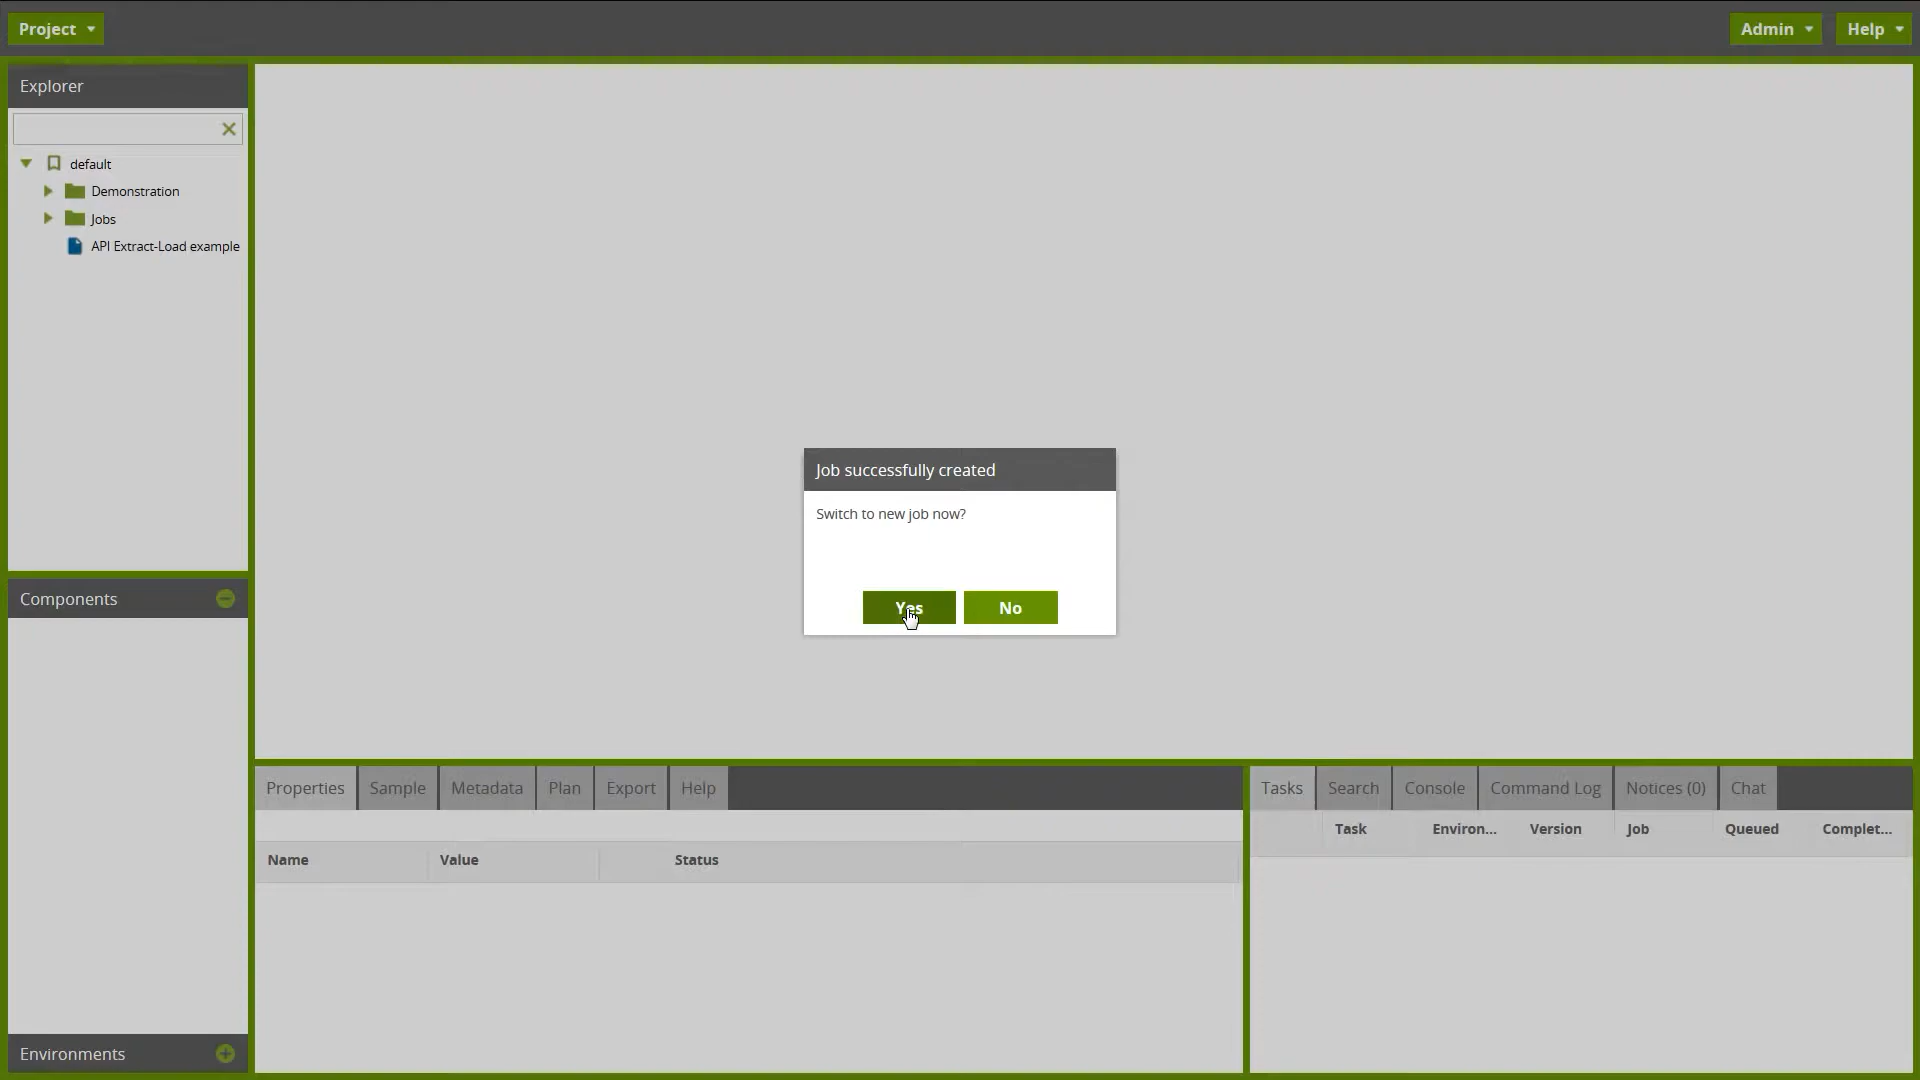 Project
Admin
Help
Explorer
default
Demonstration
Jobs
API Extract-Load example
Job successfully created
Switch to new job now?
Yes
No
Components
Environments
Properties
Sample
Metadata
Plan
Export
Help
Name
Value
Status
Tasks
Search
Console
Command Log
Notices (0)
Chat
Task
Environ...
Version
Job
Queued
Complet...